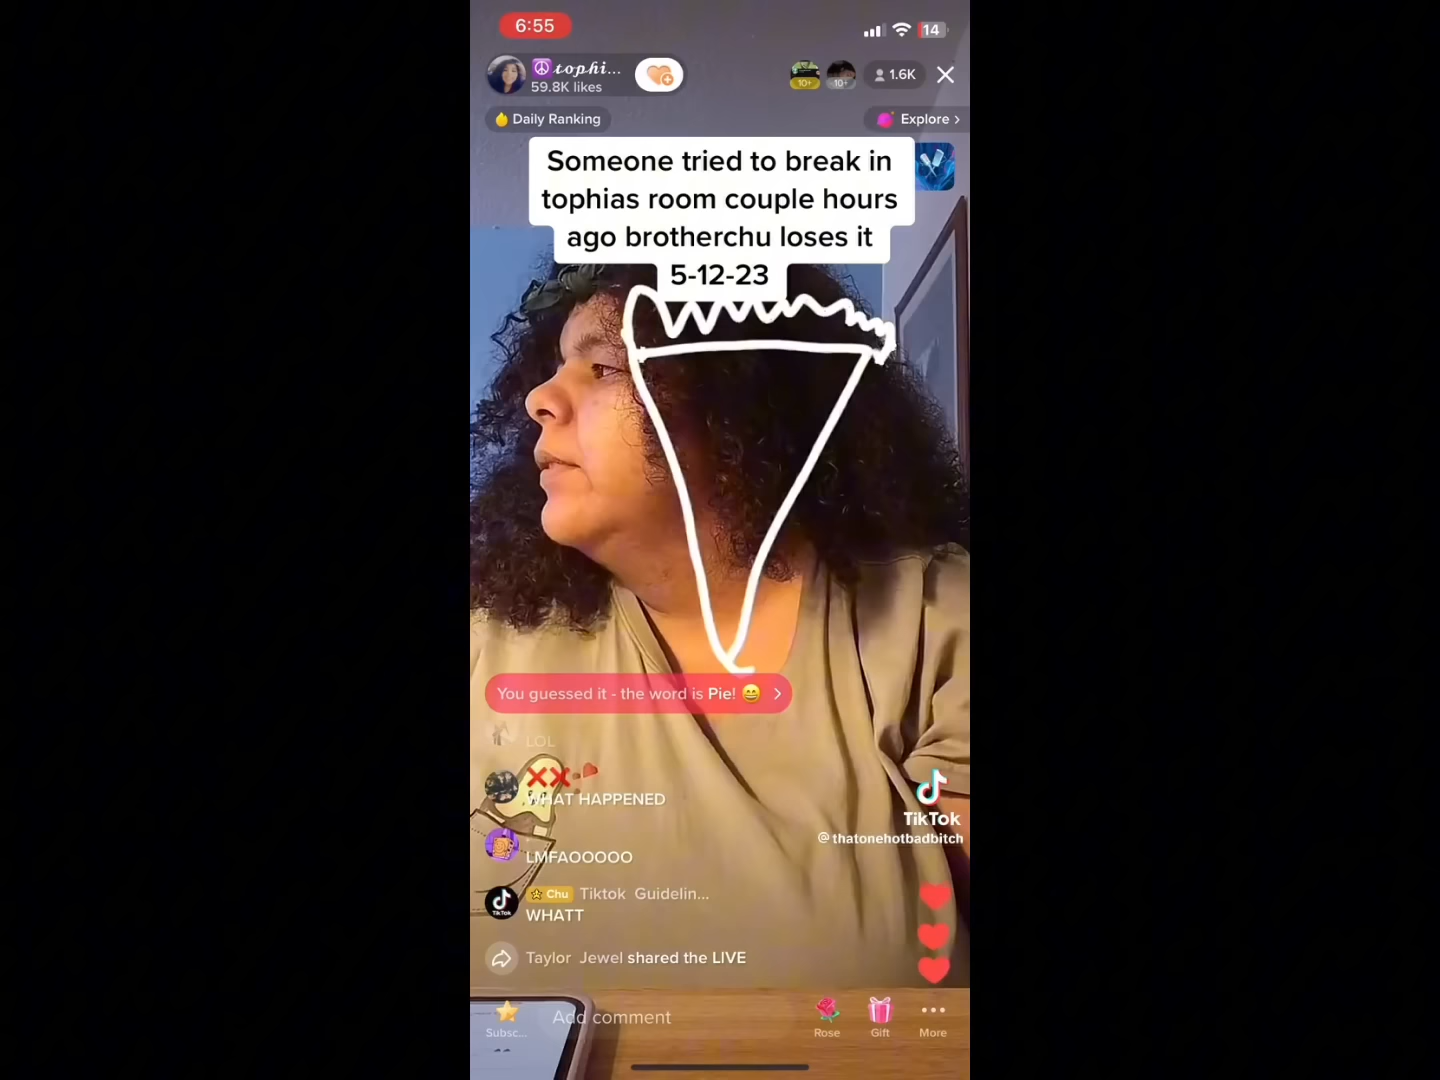 6:55
14
tophi...
59.8K likes
10+
10+
1.6K
Daily Ranking
Explore >
Someone tried to break in
tophias room couple hours
ago brotherchu loses it
5-12-23
You guessed it - the word is Pie! 😄 >
LOL
WHAT HAPPENED
LMFAOOOOO
Chu Tiktok Guidelin...
WHATT
Taylor Jewel shared the LIVE
TikTok
@thatonehotbadbitch
Add comment
Subsc...
Rose
Gift
More